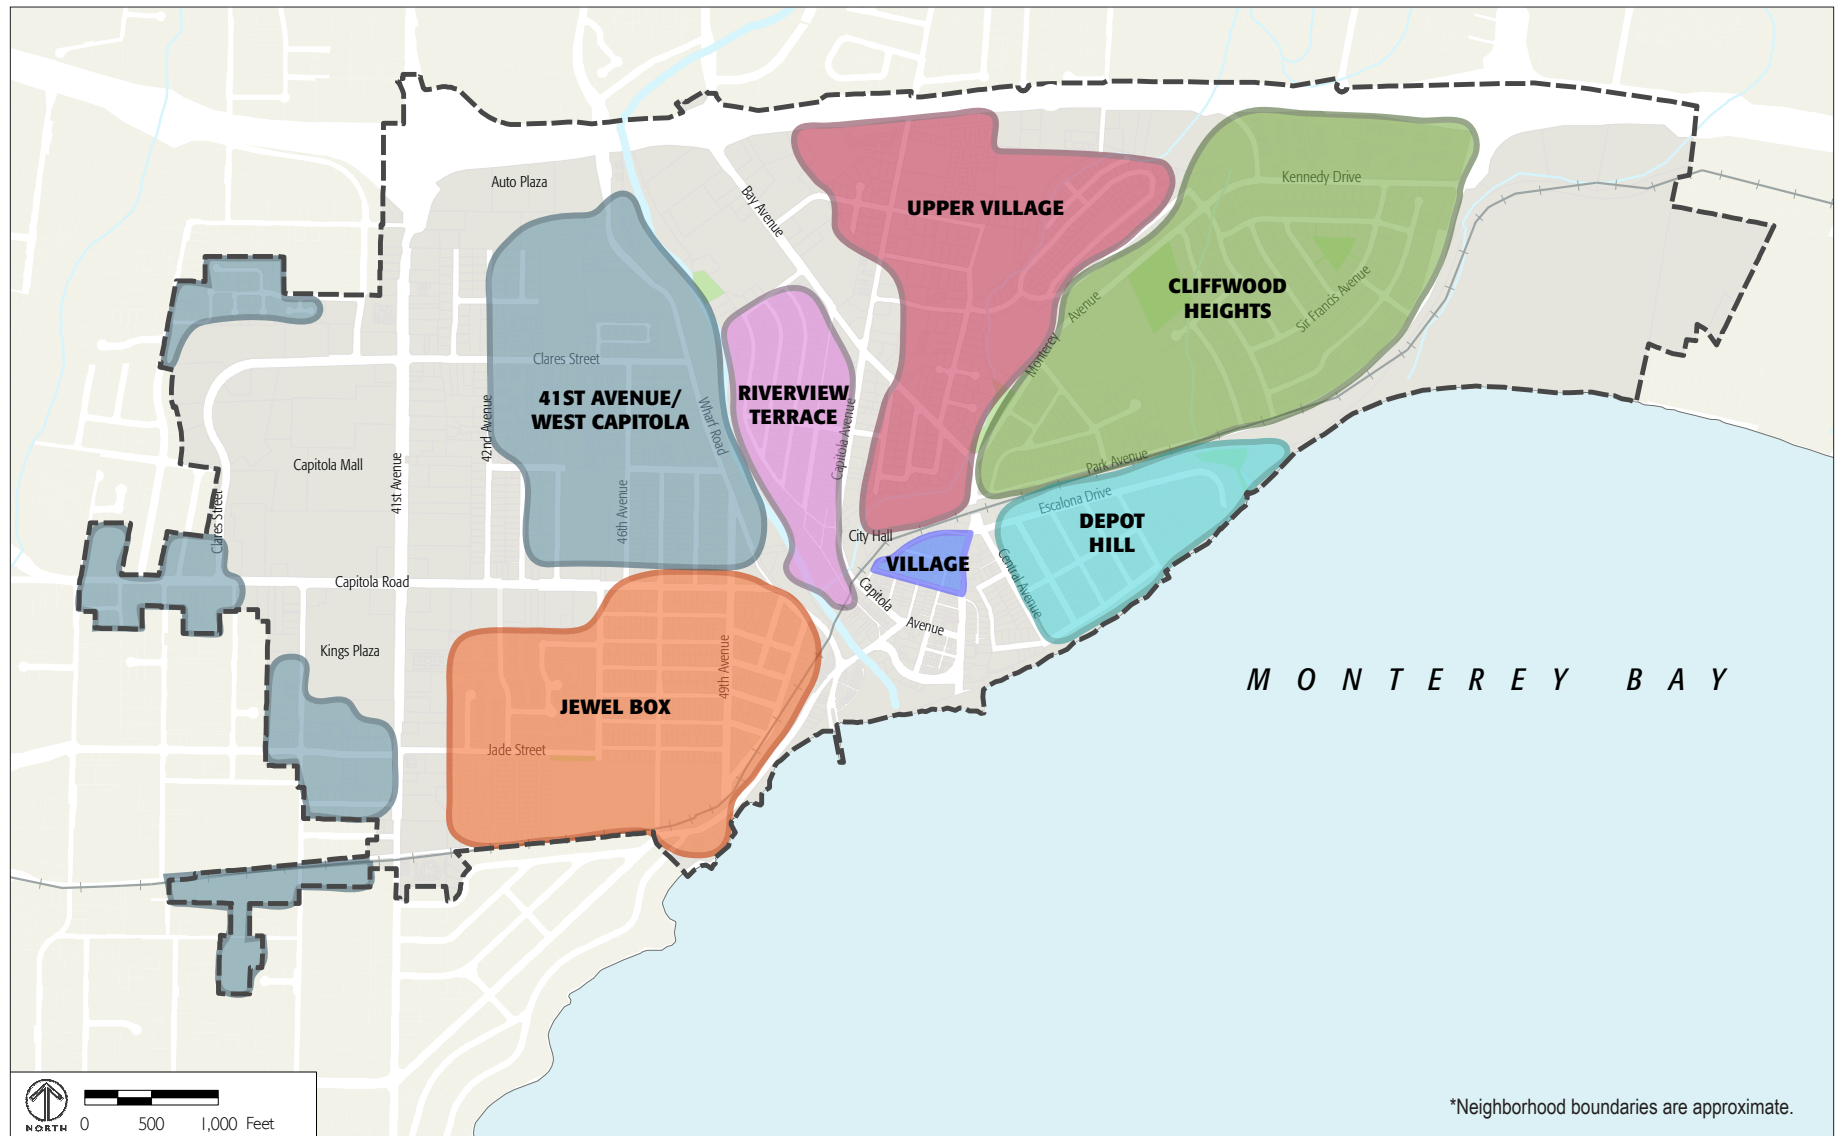 Auto Plaza
Bay Avenue
UPPER VILLAGE
Kennedy Drive
CLIFFWOOD
HEIGHTS
Sir Francis Avenue
Monterey
Avenue
Clares Street
41ST AVENUE/
WEST CAPITOLA
RIVERVIEW
TERRACE
Wharf Road
Capitola Avenue
42nd Avenue
Capitola Mall
41st Avenue
46th Avenue
Clares Street
Park Avenue
Escalona Drive
DEPOT
HILL
City Hall
VILLAGE
Central Avenue
Capitola Road
Capitola
Avenue
Kings Plaza
49th Avenue
JEWEL BOX
Jade Street
MONTEREY BAY
NORTH
0 500 1,000 Feet
*Neighborhood boundaries are approximate.